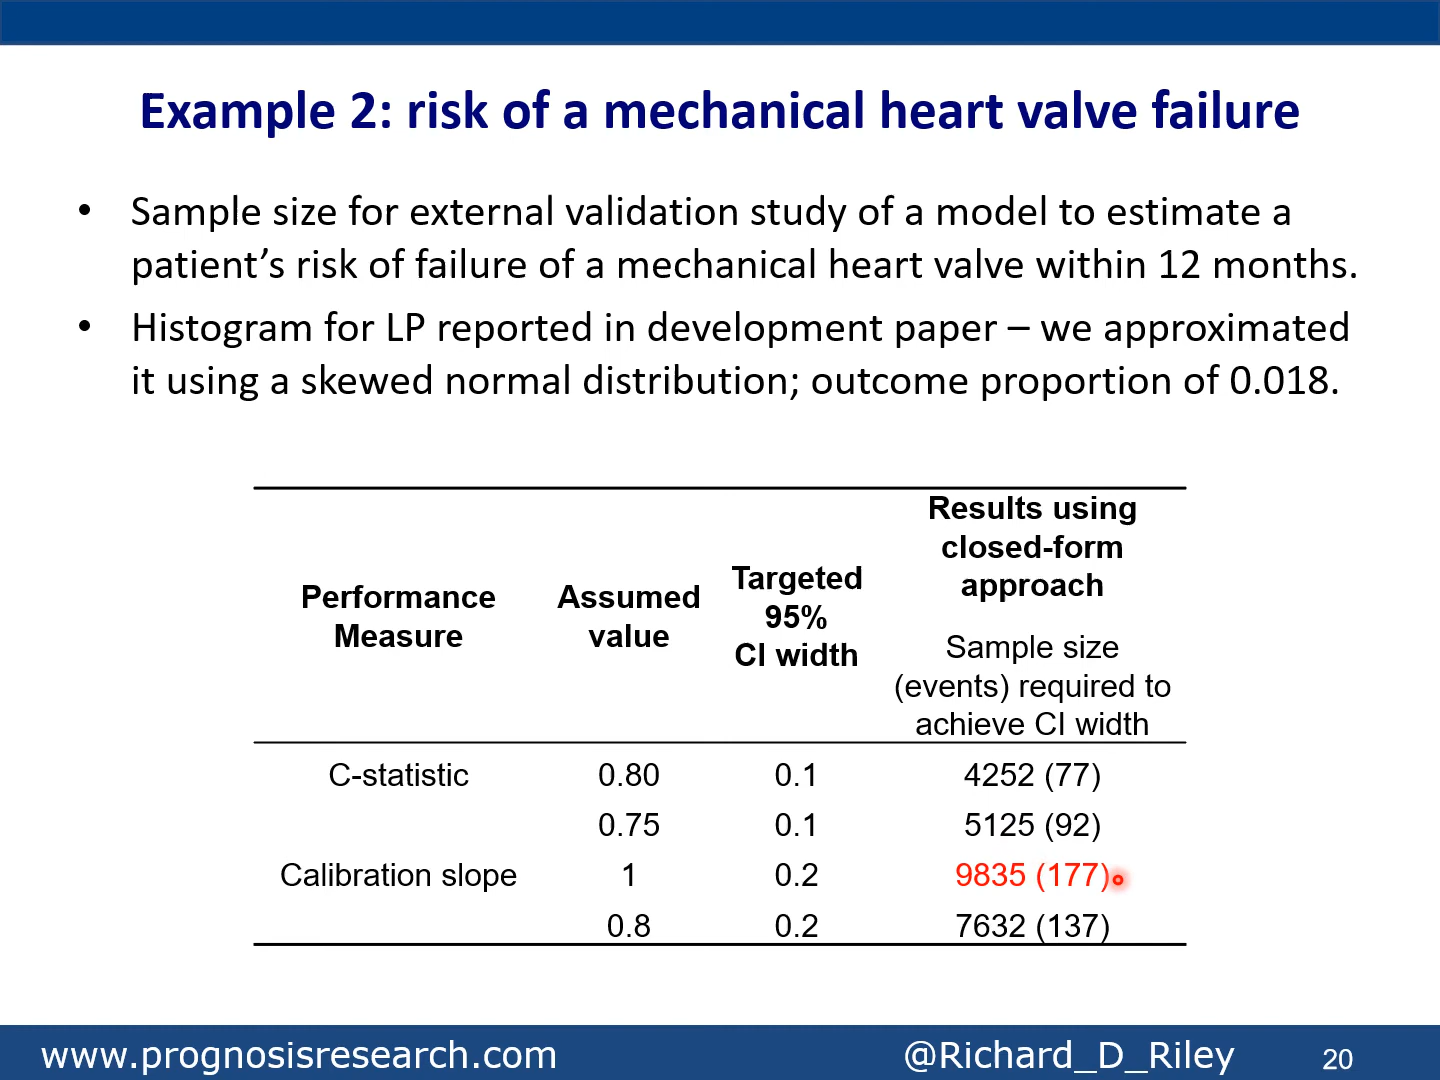 Example 2: risk of a mechanical heart valve failure
• Sample size for external validation study of a model to estimate a
patient’s risk of failure of a mechanical heart valve within 12 months.
• Histogram for LP reported in development paper – we approximated
it using a skewed normal distribution; outcome proportion of 0.018.
Performance Measure Assumed value Targeted 95% CI width Results using closed-form approach
Sample size (events) required to achieve CI width
C-statistic 0.80 0.1 4252 (77)
0.75 0.1 5125 (92)
Calibration slope 1 0.2 9835 (177)
0.8 0.2 7632 (137)
www.prognosisresearch.com @Richard_D_Riley 20